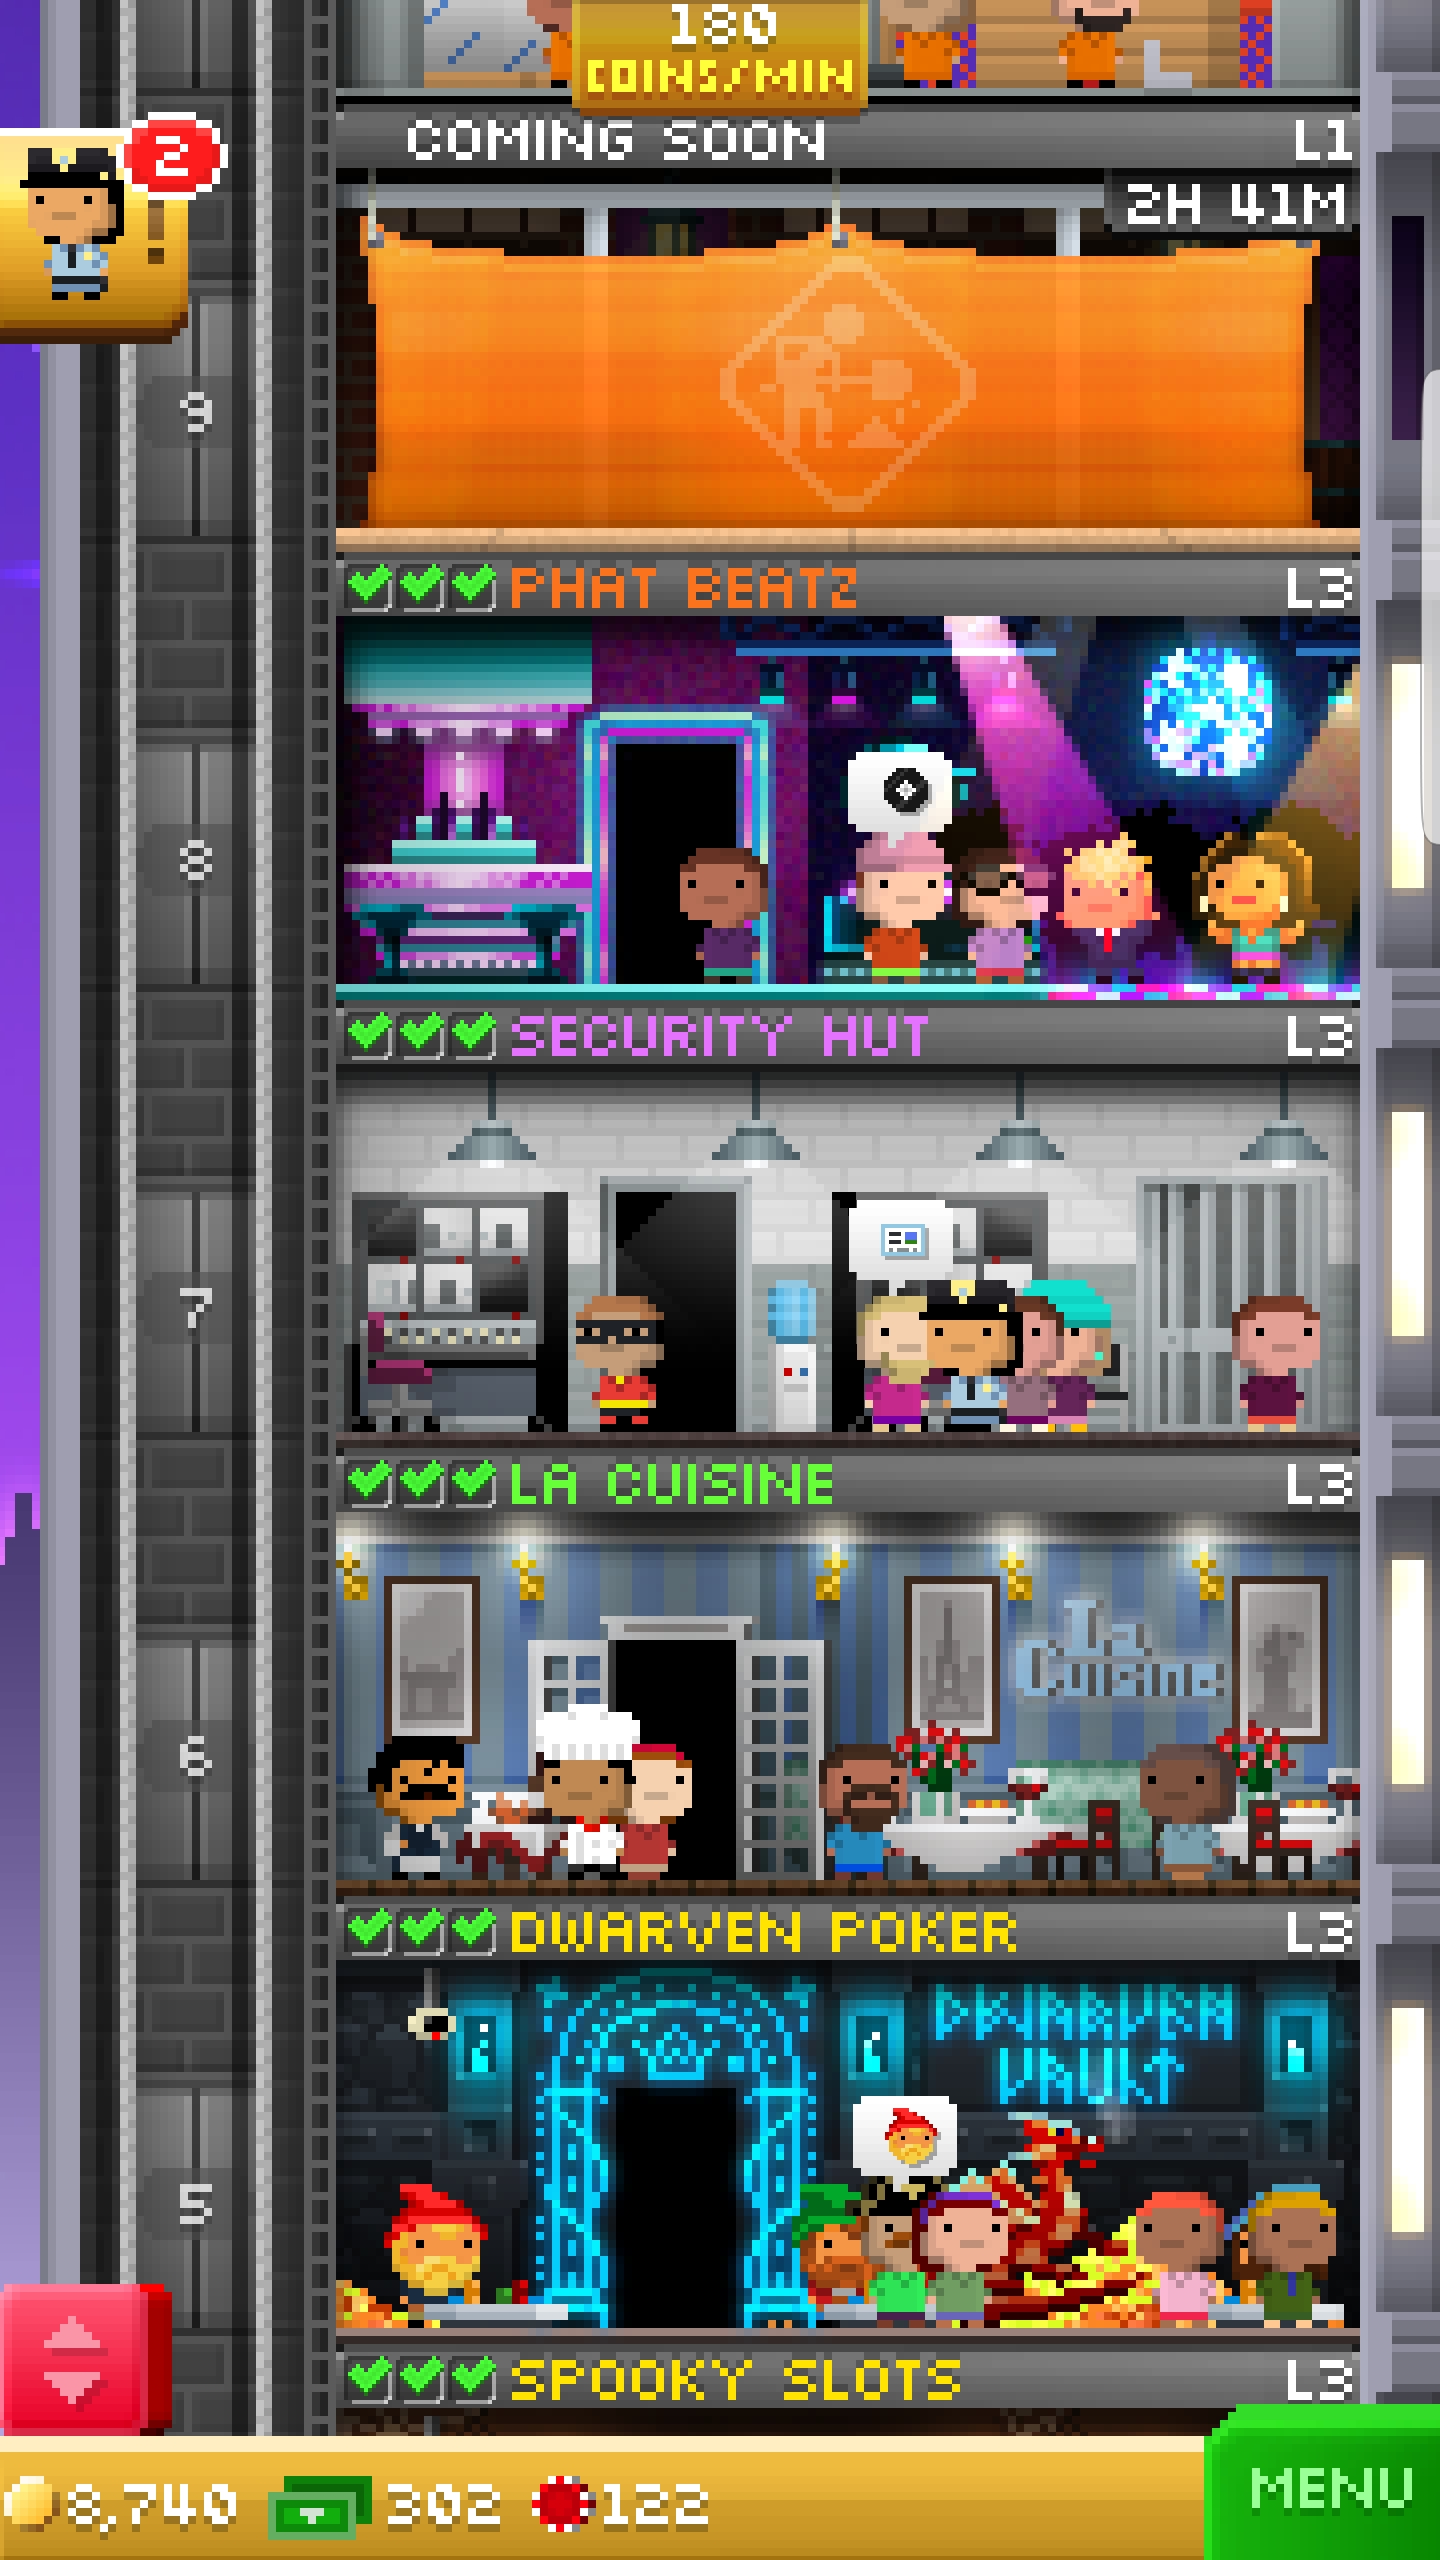 180
COINS/MIN
COMING SOON L1
2
!
2H 41M
9
PHAT BEATZ L3
8
SECURITY HUT L3
7
LA CUISINE L3
La
Cuisine
6
DWARVEN POKER L3
DWARVEN
VAULT
5
SPOOKY SLOTS L3
8,740 302 122
MENU